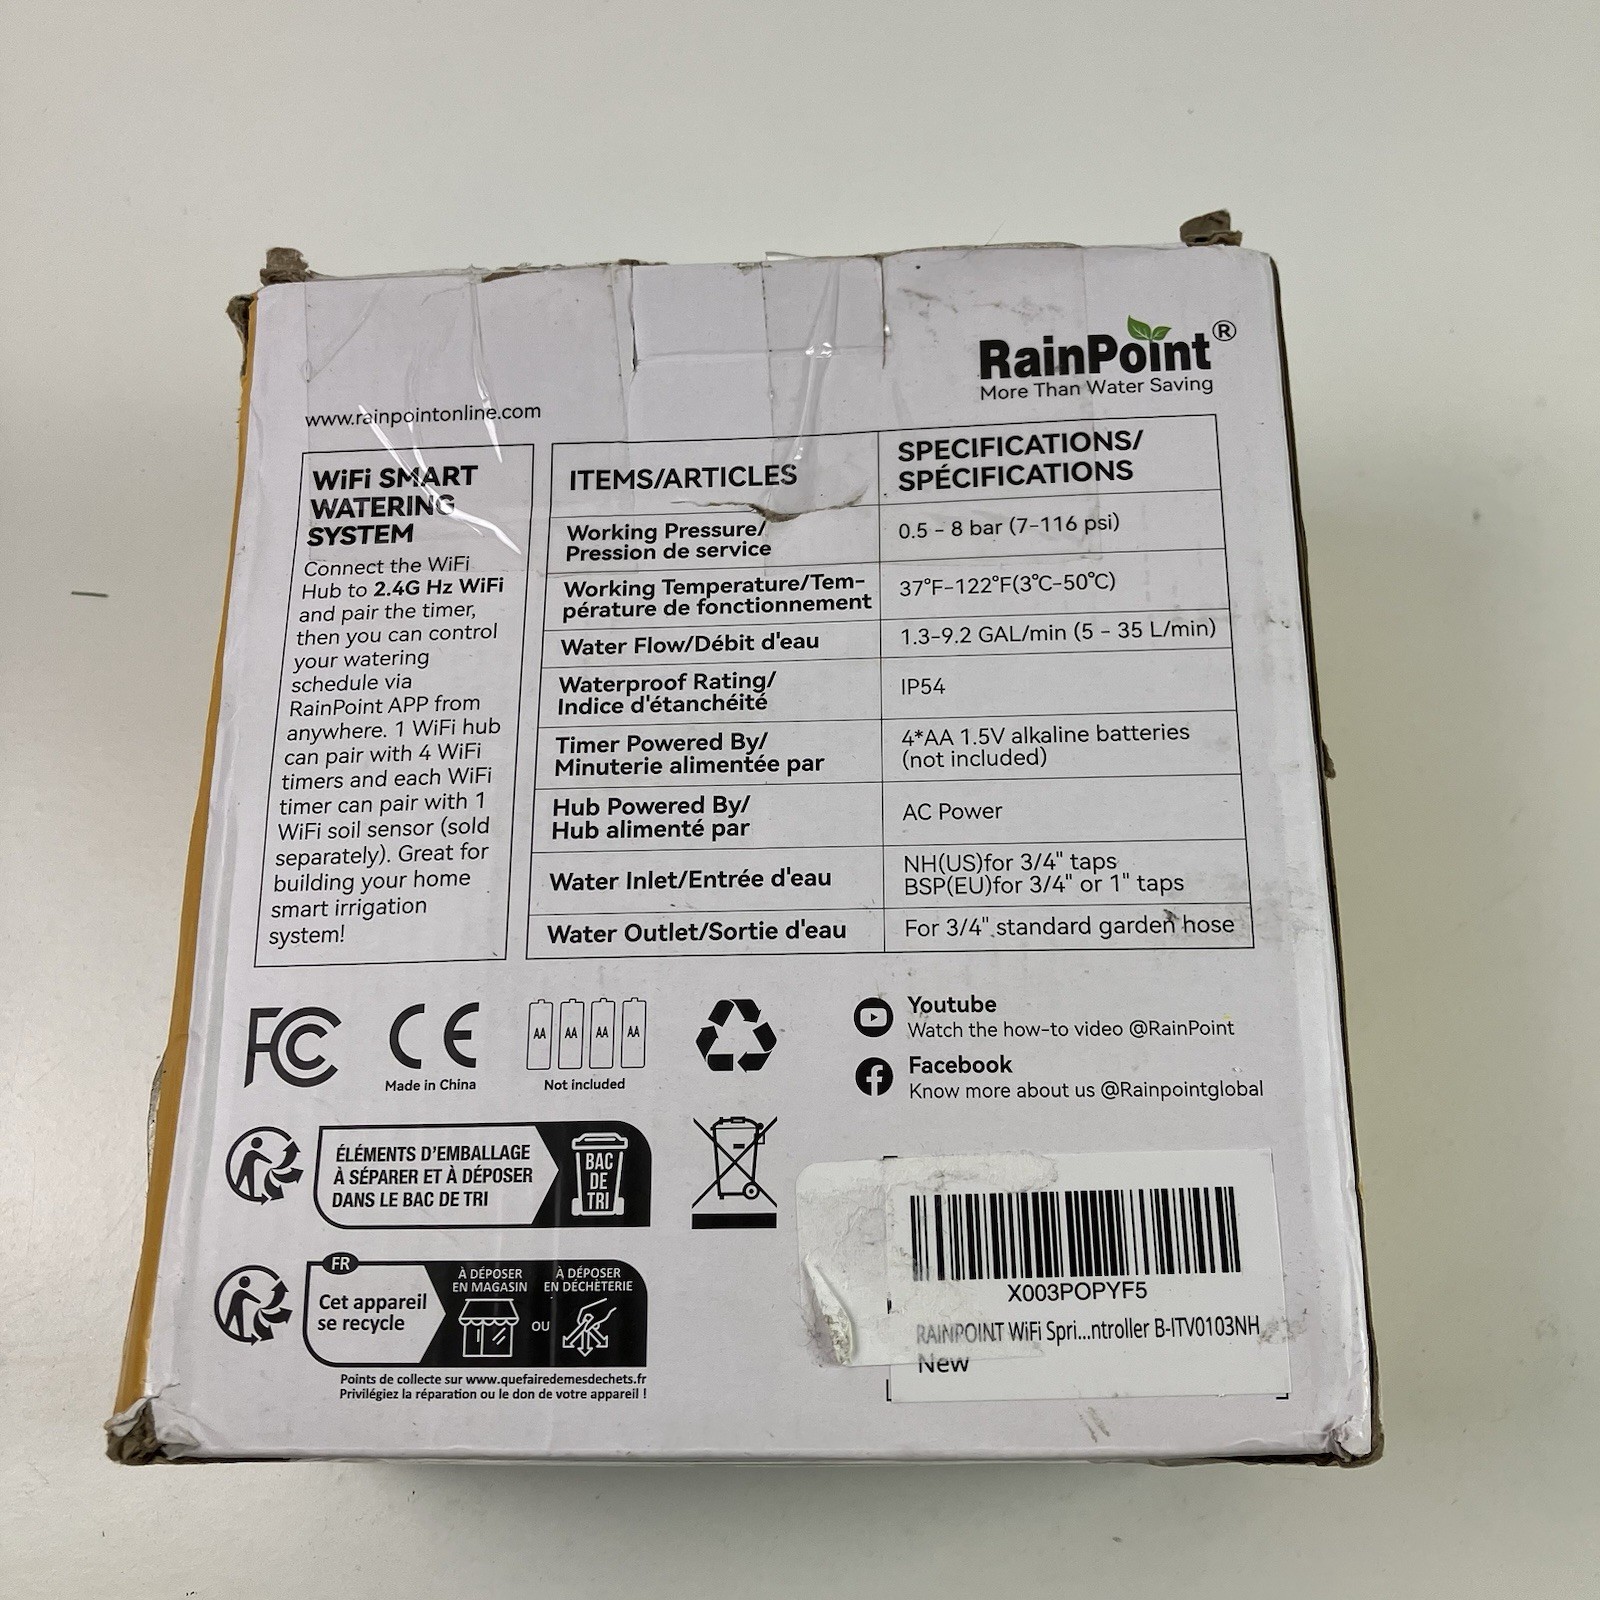 RainPoint®
More Than Water Saving
www.rainpointonline.com
WiFi SMART
WATERING
SYSTEM
Connect the WiFi
Hub to 2.4G Hz WiFi
and pair the timer,
then you can control
your watering
schedule via
RainPoint APP from
anywhere. 1 WiFi hub
can pair with 4 WiFi
timers and each WiFi
timer can pair with 1
WiFi soil sensor (sold
separately). Great for
building your home
smart irrigation
system!
ITEMS/ARTICLES
SPECIFICATIONS/
SPÉCIFICATIONS
Working Pressure/
Pression de service
0.5 - 8 bar (7-116 psi)
Working Temperature/Tem-
pérature de fonctionnement
37°F-122°F(3°C-50°C)
Water Flow/Débit d'eau
1.3-9.2 GAL/min (5 - 35 L/min)
Waterproof Rating/
Indice d'étanchéité
IP54
Timer Powered By/
Minuterie alimentée par
4*AA 1.5V alkaline batteries
(not included)
Hub Powered By/
Hub alimenté par
AC Power
Water Inlet/Entrée d'eau
NH(US)for 3/4" taps
BSP(EU)for 3/4" or 1" taps
Water Outlet/Sortie d'eau
For 3/4" standard garden hose
FC
CE
Made in China
AA AA AA AA
Not included
Youtube
Watch the how-to video @RainPoint
Facebook
Know more about us @Rainpointglobal
ÉLÉMENTS D'EMBALLAGE
À SÉPARER ET À DÉPOSER
DANS LE BAC DE TRI
BAC
DE
TRI
FR
Cet appareil
se recycle
À DÉPOSER
EN MAGASIN
OU
À DÉPOSER
EN DÉCHÈTERIE
Points de collecte sur www.quefairedemesdechets.fr
Privilégiez la réparation ou le don de votre appareil !
X003POPYF5
RAINPOINT WiFi Spri...ntroller B-ITV0103NH
New